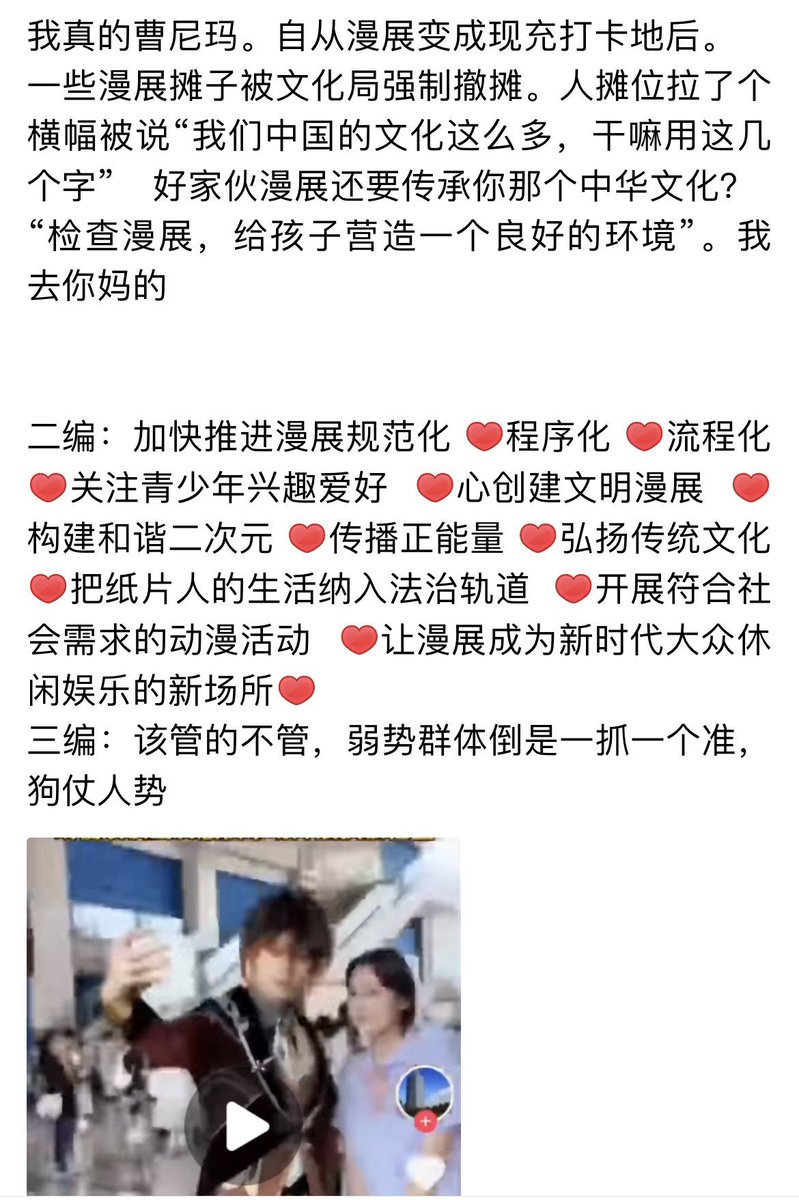 我真的曹尼玛。自从漫展变成现充打卡地后。
一些漫展摊子被文化局强制撤摊。人摊位拉了个
横幅被说“我们中国的文化这么多，干嘛用这几
个字”　好家伙漫展还要传承你那个中华文化？
“检查漫展，给孩子营造一个良好的环境”。我
去你妈的
二编：加快推进漫展规范化 ❤️程序化 ❤️流程化
❤️关注青少年兴趣爱好 ❤️心创建文明漫展 ❤️
构建和谐二次元 ❤️传播正能量 ❤️弘扬传统文化
❤️把纸片人的生活纳入法治轨道 ❤️开展符合社
会需求的动漫活动 ❤️让漫展成为新时代大众休
闲娱乐的新场所❤️
三编：该管的不管，弱势群体倒是一抓一个准，
狗仗人势